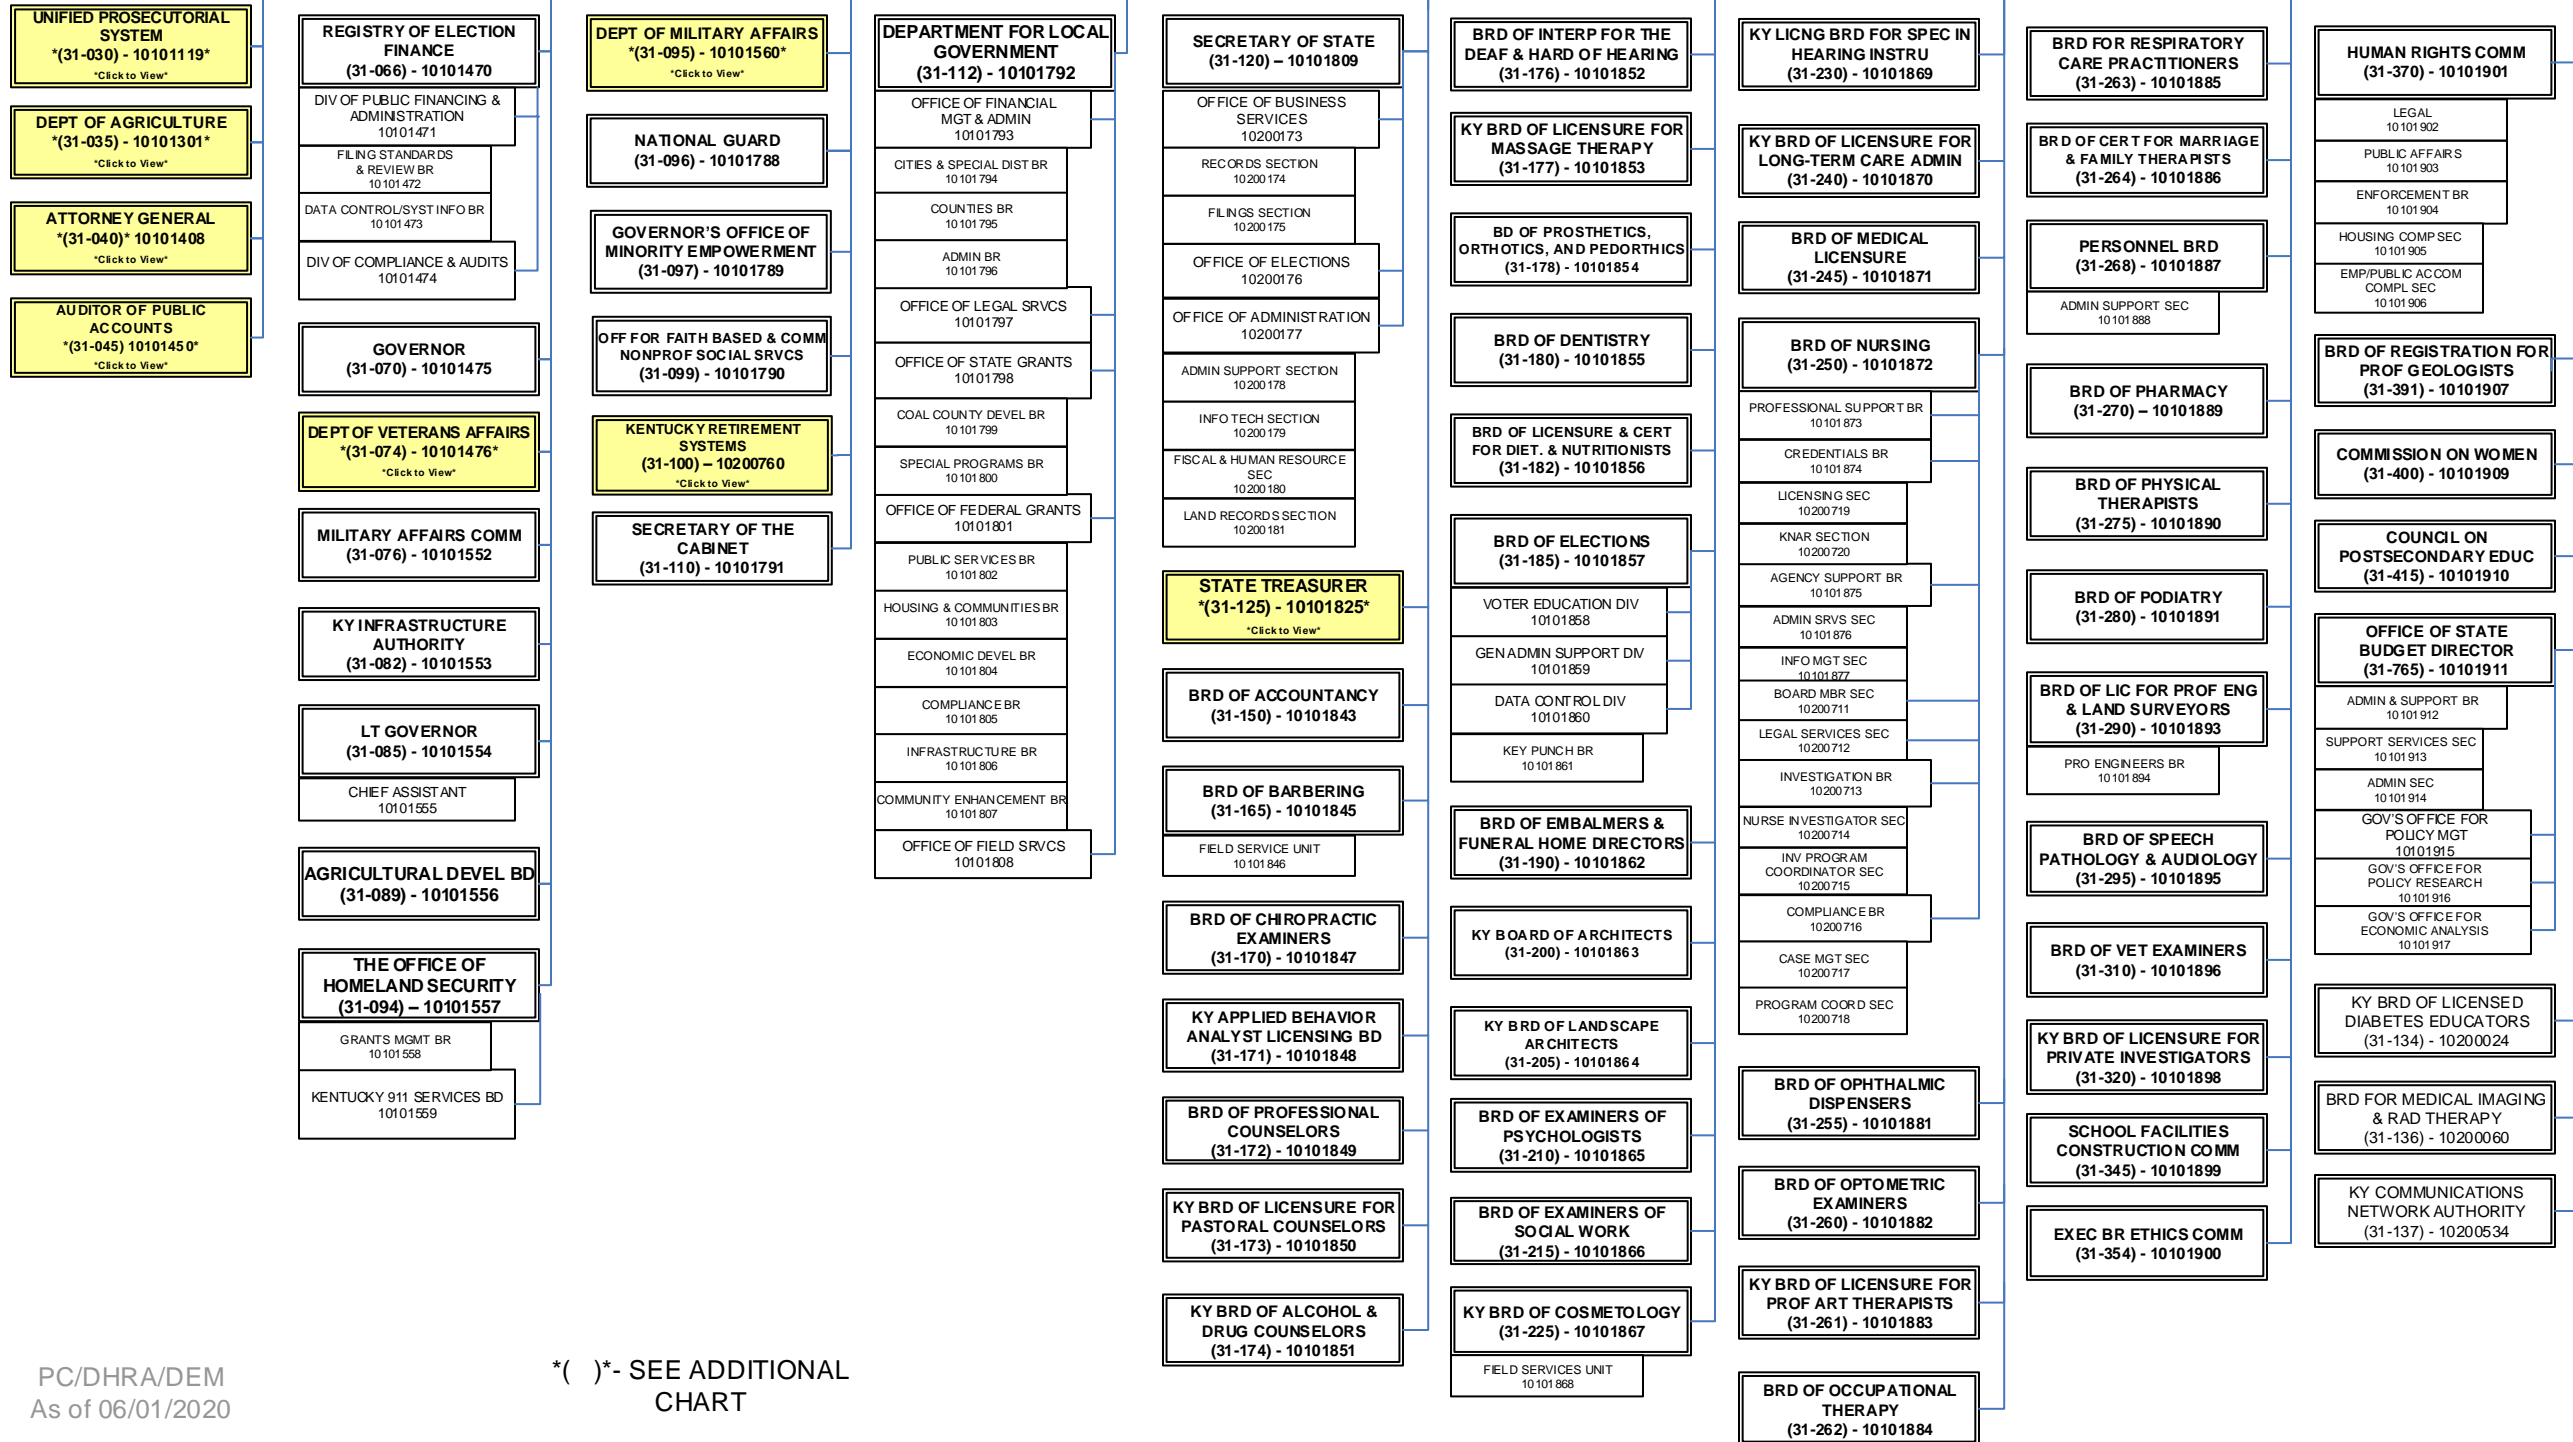 UNIFIED PROSECUTORIAL
SYSTEM
*(31-030) - 10101119*
*Click to View*
DEPT OF AGRICULTURE
*(31-035) - 10101301*
*Click to View*
ATTORNEY GENERAL
*(31-040)* 10101408
*Click to View*
AUDITOR OF PUBLIC
ACCOUNTS
*(31-045) 10101450*
*Click to View*
REGISTRY OF ELECTION
FINANCE
(31-066) - 10101470
DIV OF PUBLIC FINANCING &
ADMINISTRATION
10101471
FILING STANDARDS
& REVIEW BR
10101472
DATA CONTROL/SYST INFO BR
10101473
DIV OF COMPLIANCE & AUDITS
10101474
GOVERNOR
(31-070) - 10101475
DEPT OF VETERANS AFFAIRS
*(31-074) - 10101476*
*Click to View*
MILITARY AFFAIRS COMM
(31-076) - 10101552
KY INFRASTRUCTURE
AUTHORITY
(31-082) - 10101553
LT GOVERNOR
(31-085) - 10101554
CHIEF ASSISTANT
10101555
AGRICULTURAL DEVEL BD
(31-089) - 10101556
THE OFFICE OF
HOMELAND SECURITY
(31-094) – 10101557
GRANTS MGMT BR
10101558
KENTUCKY 911 SERVICES BD
10101559
DEPT OF MILITARY AFFAIRS
*(31-095) - 10101560*
*Click to View*
NATIONAL GUARD
(31-096) - 10101788
GOVERNOR'S OFFICE OF
MINORITY EMPOWERMENT
(31-097) - 10101789
OFF FOR FAITH BASED & COMM
NONPROF SOCIAL SRVCS
(31-099) - 10101790
KENTUCKY RETIREMENT
SYSTEMS
(31-100) – 10200760
*Click to View*
SECRETARY OF THE
CABINET
(31-110) - 10101791
DEPARTMENT FOR LOCAL
GOVERNMENT
(31-112) - 10101792
OFFICE OF FINANCIAL
MGT & ADMIN
10101793
CITIES & SPECIAL DIST BR
10101794
COUNTIES BR
10101795
ADMIN BR
10101796
OFFICE OF LEGAL SRVCS
10101797
OFFICE OF STATE GRANTS
10101798
COAL COUNTY DEVEL BR
10101799
SPECIAL PROGRAMS BR
10101800
OFFICE OF FEDERAL GRANTS
10101801
PUBLIC SERVICES BR
10101802
HOUSING & COMMUNITIES BR
10101803
ECONOMIC DEVEL BR
10101804
COMPLIANCE BR
10101805
INFRASTRUCTURE BR
10101806
COMMUNITY ENHANCEMENT BR
10101807
OFFICE OF FIELD SRVCS
10101808
SECRETARY OF STATE
(31-120) – 10101809
OFFICE OF BUSINESS
SERVICES
10200173
RECORDS SECTION
10200174
FILINGS SECTION
10200175
OFFICE OF ELECTIONS
10200176
OFFICE OF ADMINISTRATION
10200177
ADMIN SUPPORT SECTION
10200178
INFO TECH SECTION
10200179
FISCAL & HUMAN RESOURCE
SEC
10200180
LAND RECORDS SECTION
10200181
STATE TREASURER
*(31-125) - 10101825*
*Click to View*
BRD OF ACCOUNTANCY
(31-150) - 10101843
BRD OF BARBERING
(31-165) - 10101845
FIELD SERVICE UNIT
10101846
BRD OF CHIROPRACTIC
EXAMINERS
(31-170) - 10101847
KY APPLIED BEHAVIOR
ANALYST LICENSING BD
(31-171) - 10101848
BRD OF PROFESSIONAL
COUNSELORS
(31-172) - 10101849
KY BRD OF LICENSURE FOR
PASTORAL COUNSELORS
(31-173) - 10101850
KY BRD OF ALCOHOL &
DRUG COUNSELORS
(31-174) - 10101851
BRD OF INTERP FOR THE
DEAF & HARD OF HEARING
(31-176) - 10101852
KY BRD OF LICENSURE FOR
MASSAGE THERAPY
(31-177) - 10101853
BD OF PROSTHETICS,
ORTHOTICS, AND PEDORTHICS
(31-178) - 10101854
BRD OF DENTISTRY
(31-180) - 10101855
BRD OF LICENSURE & CERT
FOR DIET. & NUTRITIONISTS
(31-182) - 10101856
BRD OF ELECTIONS
(31-185) - 10101857
VOTER EDUCATION DIV
10101858
GEN ADMIN SUPPORT DIV
10101859
DATA CONTROL DIV
10101860
KEY PUNCH BR
10101861
BRD OF EMBALMERS &
FUNERAL HOME DIRECTORS
(31-190) - 10101862
KY BOARD OF ARCHITECTS
(31-200) - 10101863
KY BRD OF LANDSCAPE
ARCHITECTS
(31-205) - 10101864
BRD OF EXAMINERS OF
PSYCHOLOGISTS
(31-210) - 10101865
BRD OF EXAMINERS OF
SOCIAL WORK
(31-215) - 10101866
KY BRD OF COSMETOLOGY
(31-225) - 10101867
FIELD SERVICES UNIT
10101868
KY LICNG BRD FOR SPEC IN
HEARING INSTRU
(31-230) - 10101869
KY BRD OF LICENSURE FOR
LONG-TERM CARE ADMIN
(31-240) - 10101870
BRD OF MEDICAL
LICENSURE
(31-245) - 10101871
BRD OF NURSING
(31-250) - 10101872
PROFESSIONAL SUPPORT BR
10101873
CREDENTIALS BR
10101874
LICENSING SEC
10200719
KNAR SECTION
10200720
AGENCY SUPPORT BR
10101875
ADMIN SRVS SEC
10101876
INFO MGT SEC
10101877
BOARD MBR SEC
10200711
LEGAL SERVICES SEC
10200712
INVESTIGATION BR
10200713
NURSE INVESTIGATOR SEC
10200714
INV PROGRAM
COORDINATOR SEC
10200715
COMPLIANCE BR
10200716
CASE MGT SEC
10200717
PROGRAM COORD SEC
10200718
BRD OF OPHTHALMIC
DISPENSERS
(31-255) - 10101881
BRD OF OPTOMETRIC
EXAMINERS
(31-260) - 10101882
KY BRD OF LICENSURE FOR
PROF ART THERAPISTS
(31-261) - 10101883
BRD OF OCCUPATIONAL
THERAPY
(31-262) - 10101884
BRD FOR RESPIRATORY
CARE PRACTITIONERS
(31-263) - 10101885
BRD OF CERT FOR MARRIAGE
& FAMILY THERAPISTS
(31-264) - 10101886
PERSONNEL BRD
(31-268) - 10101887
ADMIN SUPPORT SEC
10101888
BRD OF PHARMACY
(31-270) – 10101889
BRD OF PHYSICAL
THERAPISTS
(31-275) - 10101890
BRD OF PODIATRY
(31-280) - 10101891
BRD OF LIC FOR PROF ENG
& LAND SURVEYORS
(31-290) - 10101893
PRO ENGINEERS BR
10101894
BRD OF SPEECH
PATHOLOGY & AUDIOLOGY
(31-295) - 10101895
BRD OF VET EXAMINERS
(31-310) - 10101896
KY BRD OF LICENSURE FOR
PRIVATE INVESTIGATORS
(31-320) - 10101898
SCHOOL FACILITIES
CONSTRUCTION COMM
(31-345) - 10101899
EXEC BR ETHICS COMM
(31-354) - 10101900
HUMAN RIGHTS COMM
(31-370) - 10101901
LEGAL
10101902
PUBLIC AFFAIRS
10101903
ENFORCEMENT BR
10101904
HOUSING COMP SEC
10101905
EMP/PUBLIC ACCOM
COMPL SEC
10101906
BRD OF REGISTRATION FOR
PROF GEOLOGISTS
(31-391) - 10101907
COMMISSION ON WOMEN
(31-400) - 10101909
COUNCIL ON
POSTSECONDARY EDUC
(31-415) - 10101910
OFFICE OF STATE
BUDGET DIRECTOR
(31-765) - 10101911
ADMIN & SUPPORT BR
10101912
SUPPORT SERVICES SEC
10101913
ADMIN SEC
10101914
GOV'S OFFICE FOR
POLICY MGT
10101915
GOV'S OFFICE FOR
POLICY RESEARCH
10101916
GOV'S OFFICE FOR
ECONOMIC ANALYSIS
10101917
KY BRD OF LICENSED
DIABETES EDUCATORS
(31-134) - 10200024
BRD FOR MEDICAL IMAGING
& RAD THERAPY
(31-136) - 10200060
KY COMMUNICATIONS
NETWORK AUTHORITY
(31-137) - 10200534
PC/DHRA/DEM
As of 06/01/2020
*( )*- SEE ADDITIONAL
CHART